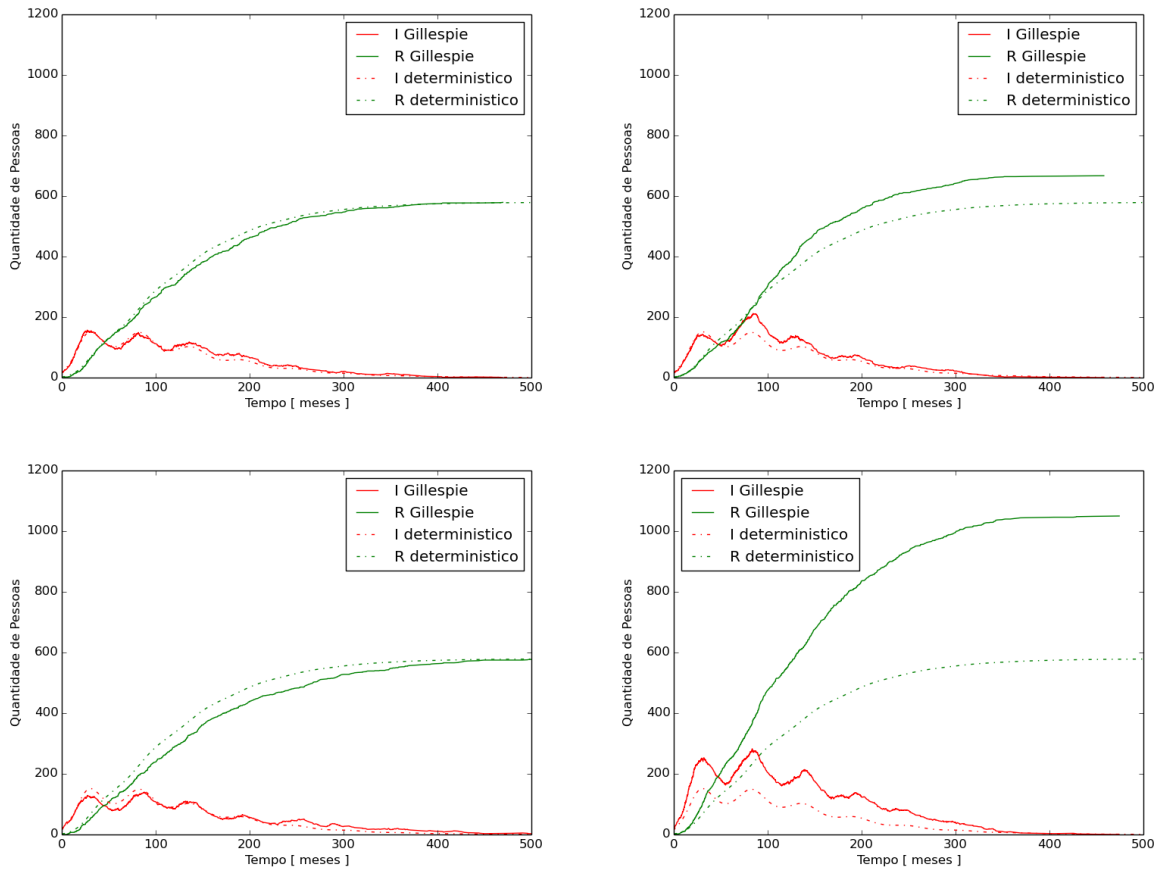 1200
1000
800
600
400
200
0
Quantidade de Pessoas
I Gillespie
R Gillespie
I deterministico
R deterministico
0 100 200 300 400 500
Tempo [ meses ]
1200
1000
800
600
400
200
0
Quantidade de Pessoas
I Gillespie
R Gillespie
I deterministico
R deterministico
0 100 200 300 400 500
Tempo [ meses ]
1200
1000
800
600
400
200
0
Quantidade de Pessoas
I Gillespie
R Gillespie
I deterministico
R deterministico
0 100 200 300 400 500
Tempo [ meses ]
1200
1000
800
600
400
200
0
Quantidade de Pessoas
I Gillespie
R Gillespie
I deterministico
R deterministico
0 100 200 300 400 500
Tempo [ meses ]